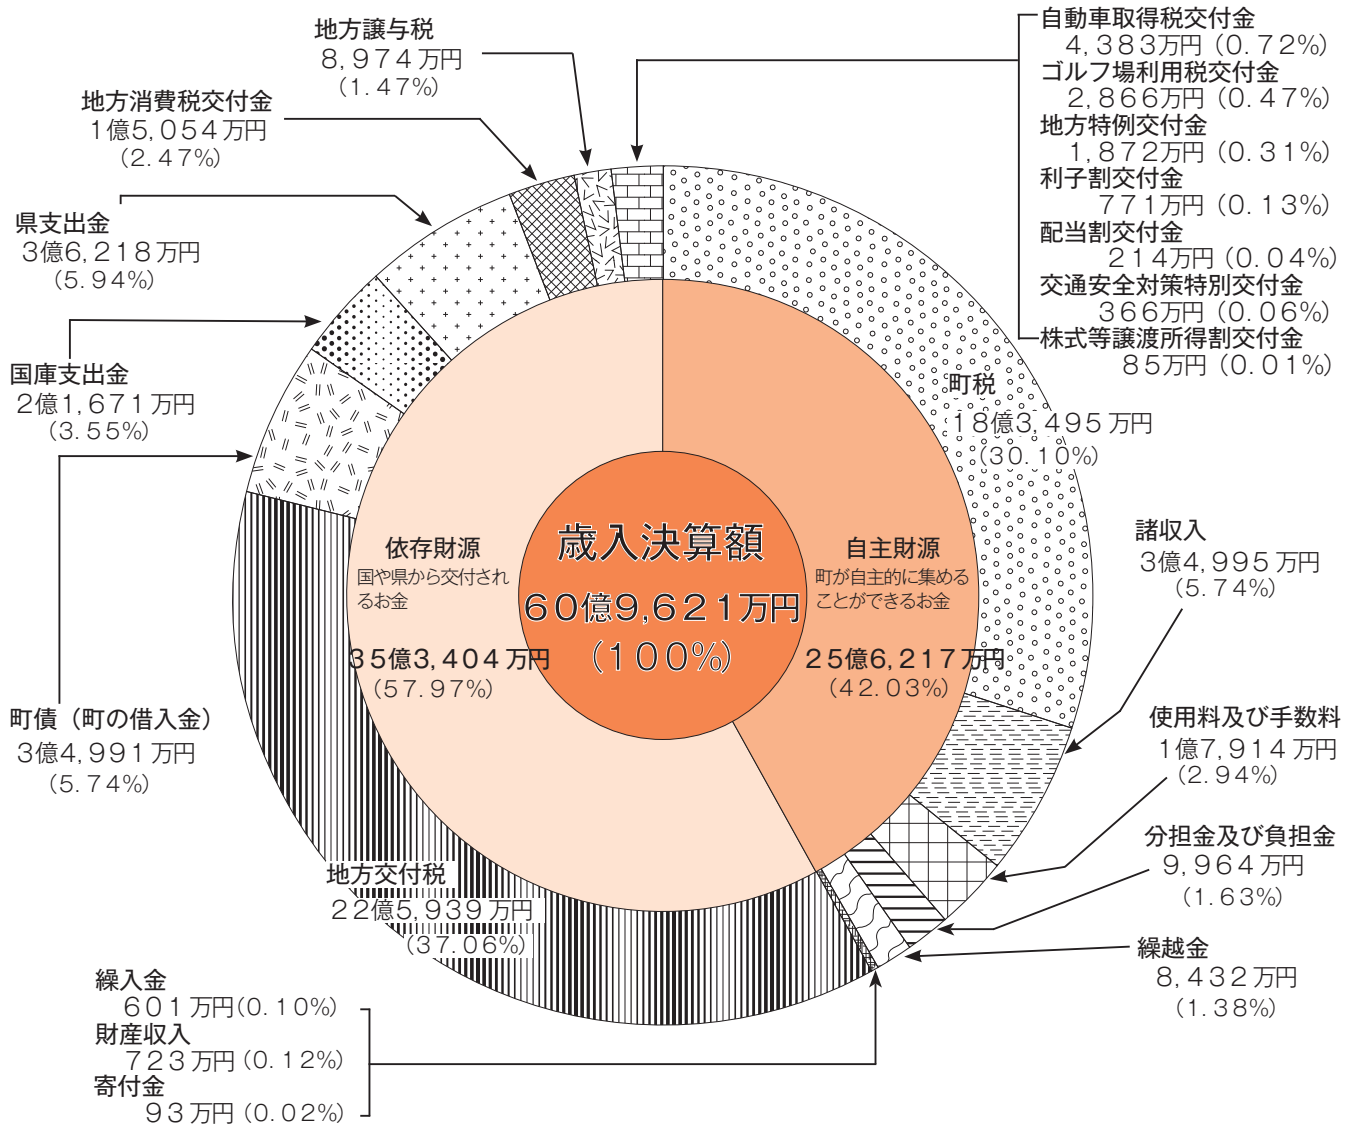 地方譲与税
8,974万円
(1.47%)
地方消費税交付金
1億5,054万円
(2.47%)
県支出金
3億6,218万円
(5.94%)
国庫支出金
2億1,671万円
(3.55%)
町債（町の借入金）
3億4,991万円
(5.74%)
自動車取得税交付金
4,383万円（0.72%）
ゴルフ場利用税交付金
2,866万円（0.47%）
地方特例交付金
1,872万円（0.31%）
利子割交付金
771万円（0.13%）
配当割交付金
214万円（0.04%）
交通安全対策特別交付金
366万円（0.06%）
株式等譲渡所得割交付金
85万円（0.01%）
町税
18億3,495万円
(30.10%)
諸収入
3億4,995万円
(5.74%)
使用料及び手数料
1億7,914万円
(2.94%)
分担金及び負担金
9,964万円
(1.63%)
繰越金
8,432万円
(1.38%)
歳入決算額
60億9,621万円
（100%）
依存財源
国や県から交付され
るお金
35億3,404万円
(57.97%)
自主財源
町が自主的に集める
ことができるお金
25億6,217万円
(42.03%)
地方交付税
22億5,939万円
(37.06%)
繰入金
601万円(0.10%)
財産収入
723万円（0.12%）
寄付金
93万円（0.02%）